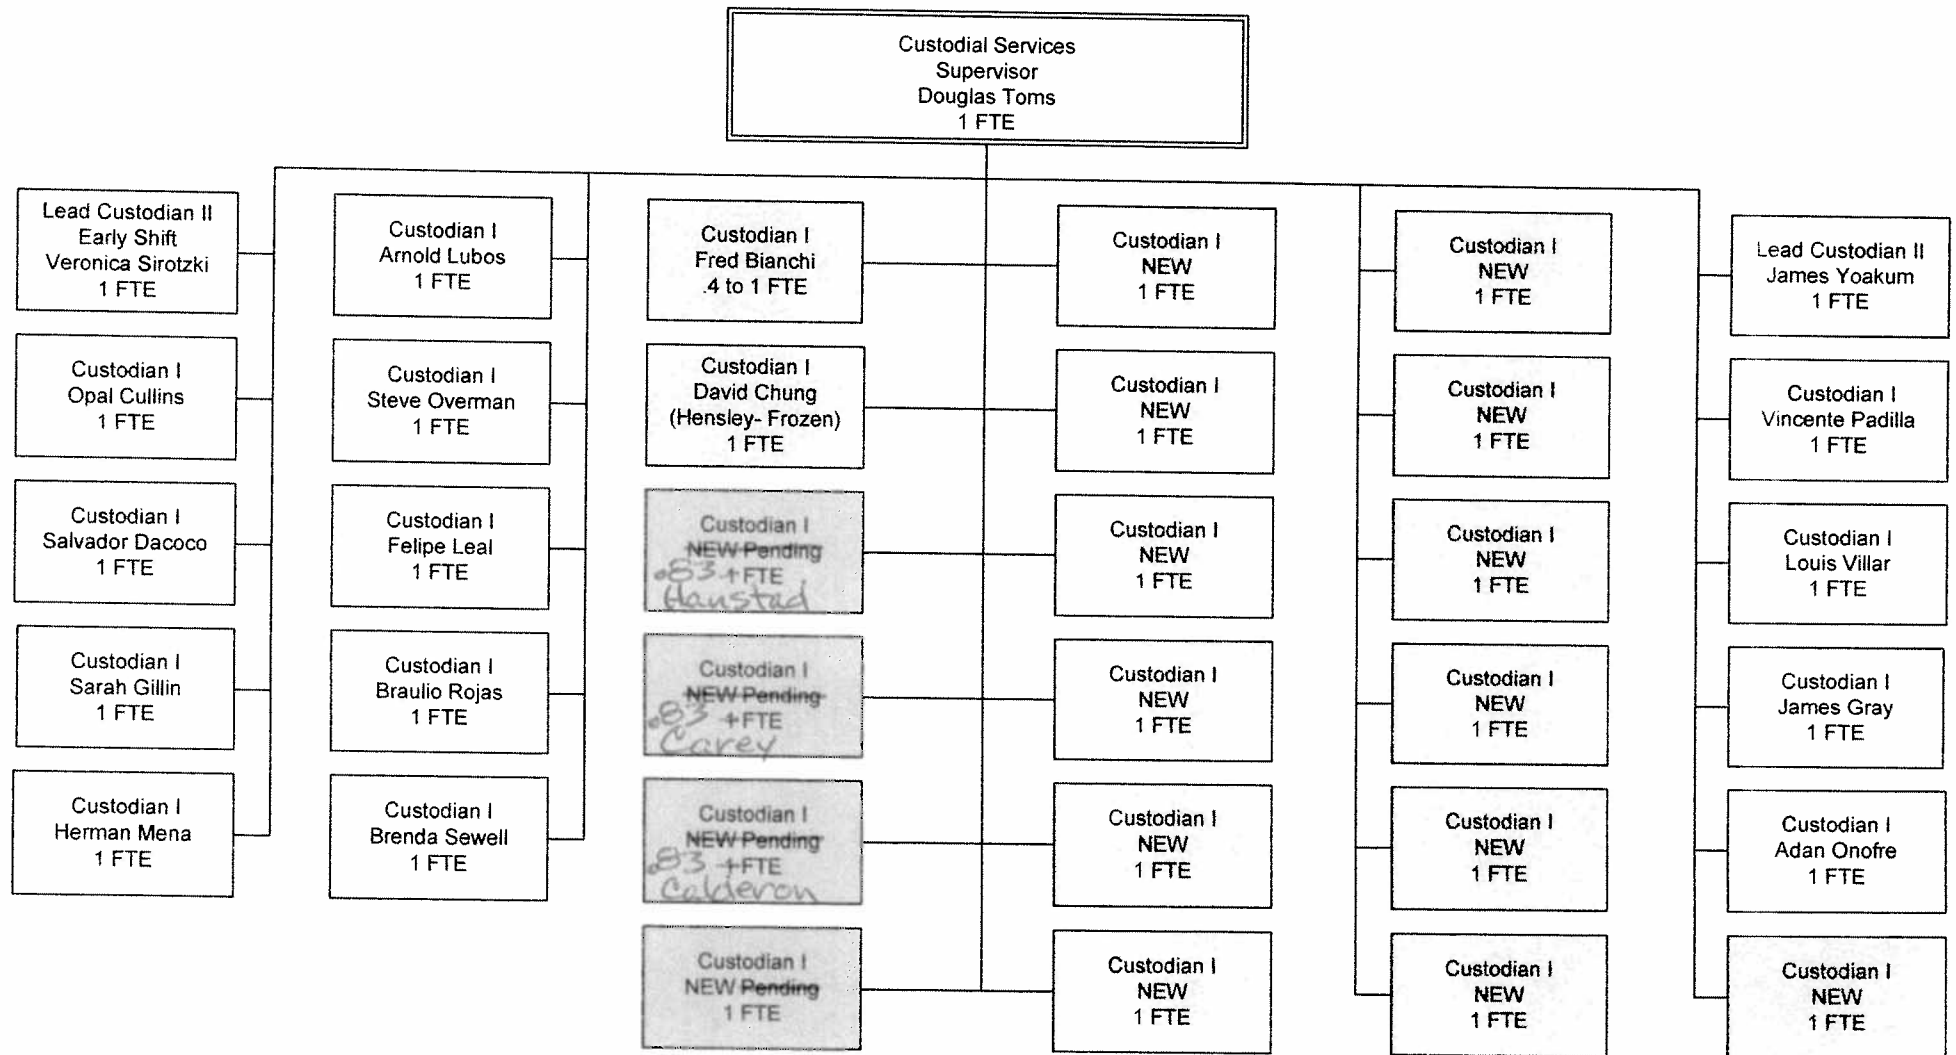 Custodial Services
Supervisor
Douglas Toms
1 FTE
Lead Custodian II
Early Shift
Veronica Sirotzki
1 FTE
Custodian I
Opal Cullins
1 FTE
Custodian I
Salvador Dacoco
1 FTE
Custodian I
Sarah Gillin
1 FTE
Custodian I
Herman Mena
1 FTE
Custodian I
Arnold Lubos
1 FTE
Custodian I
Steve Overman
1 FTE
Custodian I
Felipe Leal
1 FTE
Custodian I
Braulio Rojas
1 FTE
Custodian I
Brenda Sewell
1 FTE
Custodian I
Fred Bianchi
.4 to 1 FTE
Custodian I
David Chung
(Hensley- Frozen)
1 FTE
Custodian I
NEW Pending
.83 1 FTE
Hanstad
Custodian I
NEW Pending
.83 1 FTE
Carey
Custodian I
NEW Pending
.83 1 FTE
Calderon
Custodian I
NEW Pending
1 FTE
Custodian I
NEW
1 FTE
Custodian I
NEW
1 FTE
Custodian I
NEW
1 FTE
Custodian I
NEW
1 FTE
Custodian I
NEW
1 FTE
Custodian I
NEW
1 FTE
Custodian I
NEW
1 FTE
Custodian I
NEW
1 FTE
Custodian I
NEW
1 FTE
Custodian I
NEW
1 FTE
Custodian I
NEW
1 FTE
Custodian I
NEW
1 FTE
Lead Custodian II
James Yoakum
1 FTE
Custodian I
Vincente Padilla
1 FTE
Custodian I
Louis Villar
1 FTE
Custodian I
James Gray
1 FTE
Custodian I
Adan Onofre
1 FTE
Custodian I
NEW
1 FTE